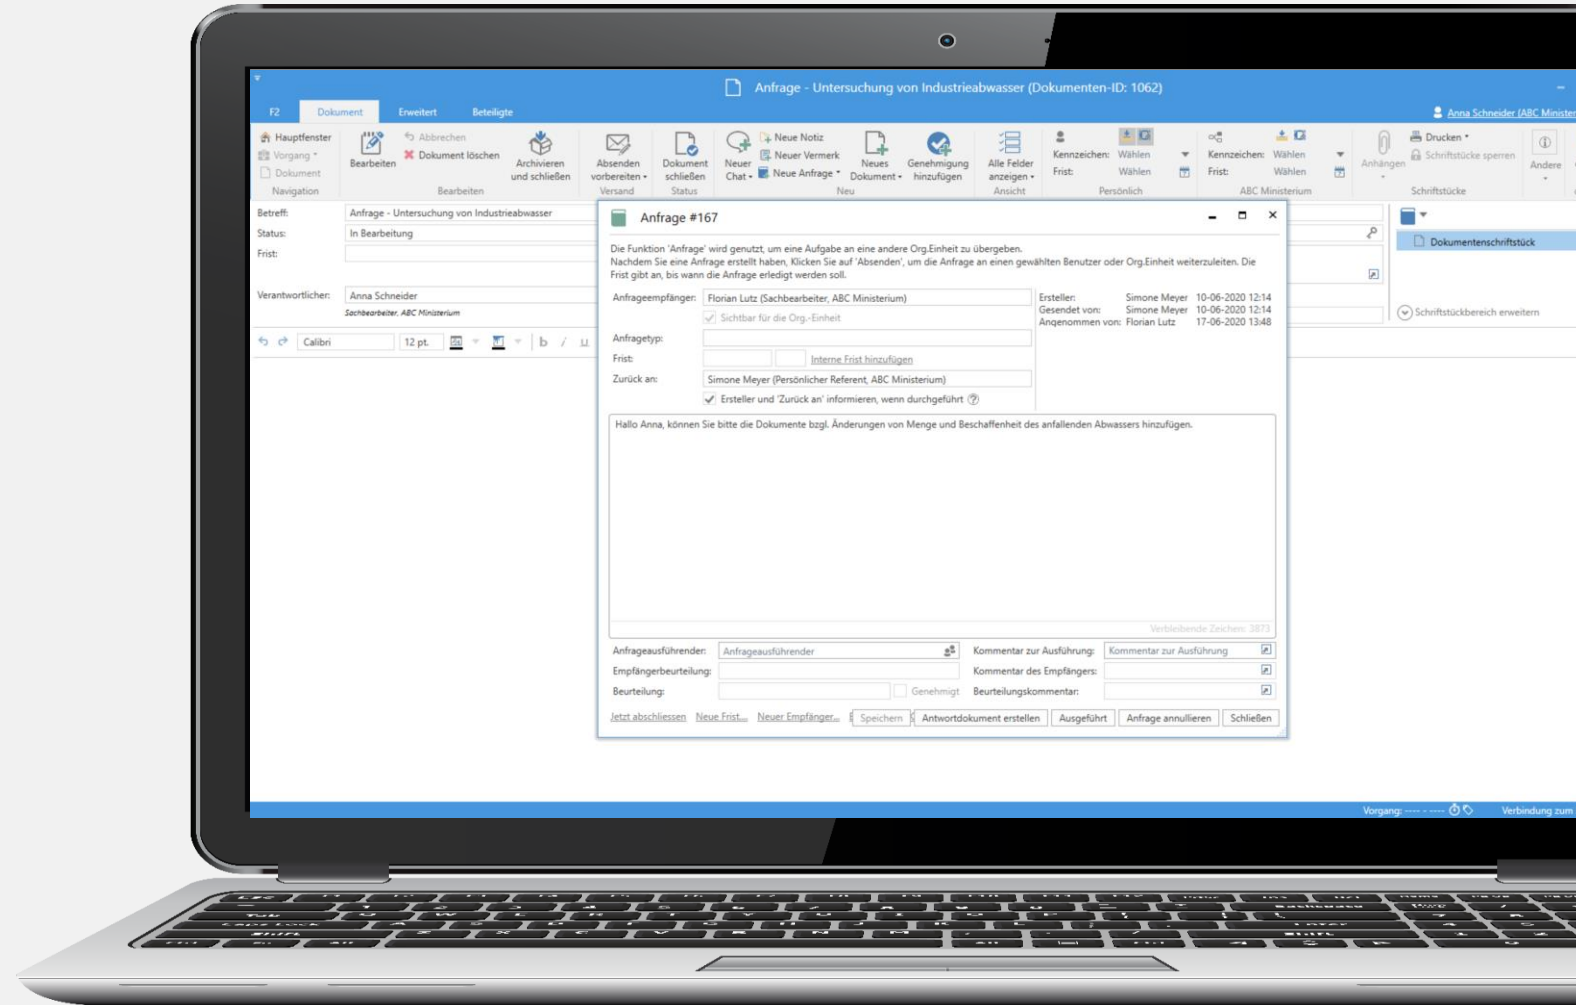 Anfrage - Untersuchung von Industrieabwasser (Dokumenten-ID: 1062)
F2 Dokument Erweitert Beteiligte
Anna Schneider (ABC Minister
Hauptfenster
Vorgang
Dokument
Navigation
Bearbeiten
Abbrechen
Dokument löschen
Archivieren und schließen
Bearbeiten
Absenden vorbereiten
Versand
Dokument schließen
Status
Neuer Chat
Neue Notiz
Neuer Vermerk
Neue Anfrage
Neues Dokument
Genehmigung hinzufügen
Neu
Alle Felder anzeigen
Ansicht
Kennzeichen: Wählen
Frist: Wählen
Persönlich
Kennzeichen: Wählen
Frist: Wählen
ABC Ministerium
Anhängen
Drucken
Schriftstücke sperren
Schriftstücke
Andere
Betreff: Anfrage - Untersuchung von Industrieabwasser
Status: In Bearbeitung
Frist:
Verantwortlicher: Anna Schneider
Sachbearbeiter, ABC Ministerium
Calibri 12 pt. b i u
Dokumentenschriftstück
Schriftstückbereich erweitern
Anfrage #167
Die Funktion 'Anfrage' wird genutzt, um eine Aufgabe an eine andere Org.Einheit zu übergeben.
Nachdem Sie eine Anfrage erstellt haben, Klicken Sie auf 'Absenden', um die Anfrage an einen gewählten Benutzer oder Org.Einheit weiterzuleiten. Die
Frist gibt an, bis wann die Anfrage erledigt werden soll.
Anfrageempfänger: Florian Lutz (Sachbearbeiter, ABC Ministerium)
Sichtbar für die Org.-Einheit
Anfragetyp:
Frist: Interne Frist hinzufügen
Zurück an: Simone Meyer (Persönlicher Referent, ABC Ministerium)
Ersteller und 'Zurück an' informieren, wenn durchgeführt
Ersteller: Simone Meyer 10-06-2020 12:14
Gesendet von: Simone Meyer 10-06-2020 12:14
Angenommen von: Florian Lutz 17-06-2020 13:48
Hallo Anna, können Sie bitte die Dokumente bzgl. Änderungen von Menge und Beschaffenheit des anfallenden Abwassers hinzufügen.
Verbleibende Zeichen: 3873
Anfrageausführender: Anfrageausführender Kommentar zur Ausführung: Kommentar zur Ausführung
Empfängerbeurteilung: Kommentar des Empfängers:
Beurteilung: Genehmigt Beurteilungskommentar:
Jetzt abschliessen Neue Frist... Neuer Empfänger... Speichern Antwortdokument erstellen Ausgeführt Anfrage annullieren Schließen
Vorgang: ---- - ---- Verbindung zum
Tab Q W
Caps Lock A
Shift Z X C V N M
Alt